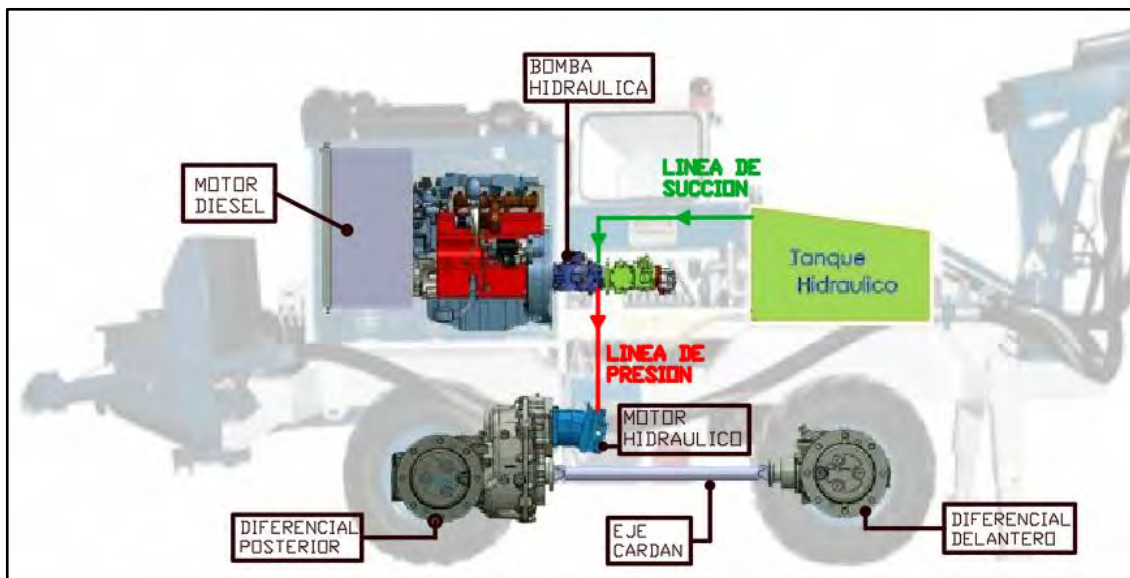 BOMBA
HIDRAULICA
LINEA DE
SUCCION
MOTOR
DIESEL
Tanque
Hidraulico
LINEA DE
PRESION
MOTOR
HIDRAULICO
DIFERENCIAL
POSTERIOR
EJE
CARDAN
DIFERENCIAL
DELANTERO